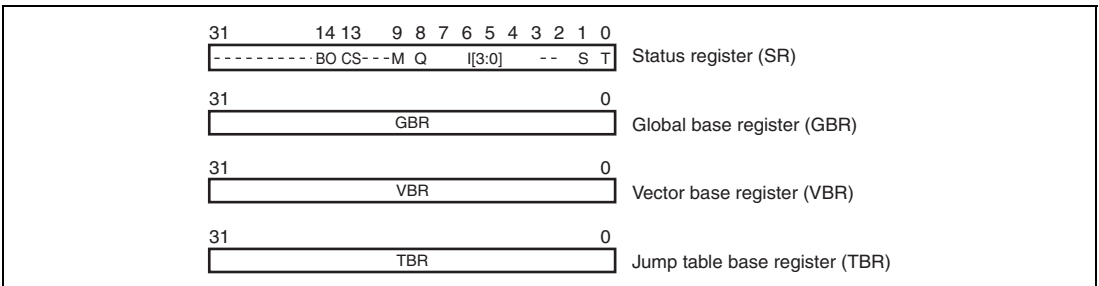 31 14 13 9 8 7 6 5 4 3 2 1 0
- - - - - - - - - - BO CS - - - M Q I[3:0] - - S T Status register (SR)
31 0
GBR Global base register (GBR)
31 0
VBR Vector base register (VBR)
31 0
TBR Jump table base register (TBR)